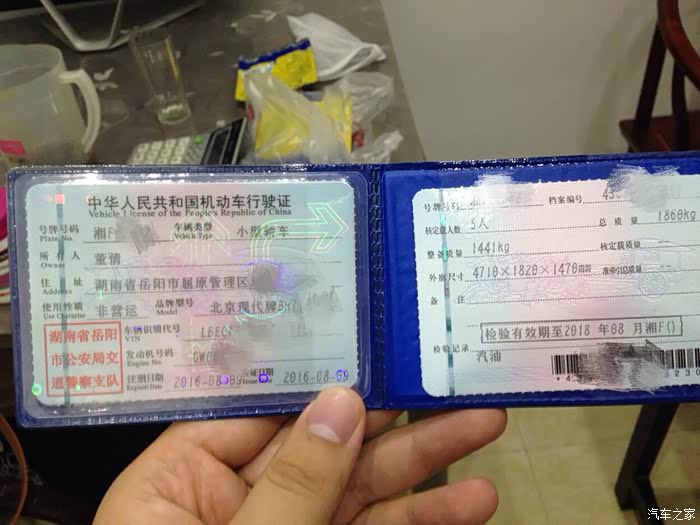 中华人民共和国机动车行驶证
Vehicle License of the People's Republic of China
号牌号码 湘F 车辆类型 小型轿车
Plate No. Vehicle Type
所有人 董倩
Owner
住址 湖南省岳阳市屈原管理区
Address
使用性质 非营运 品牌型号 北京现代牌BH7
Use Character Model
湖南省岳阳
市公安局交
通警察支队
车辆识别代号 LBEC
VIN
发动机号码 GW0
Engine No.
注册日期 2016-08-09 发证日期 2016-08-09
Register Date Issue Date
号牌号码 档案编号 430
核定载人数 5人 总质量 1860kg
整备质量 1441kg 核定载质量
外廓尺寸 4710×1820×1470mm 准牵引总质量
备注
检验有效期至2018年08月湘F()
检验记录
汽油
汽车之家